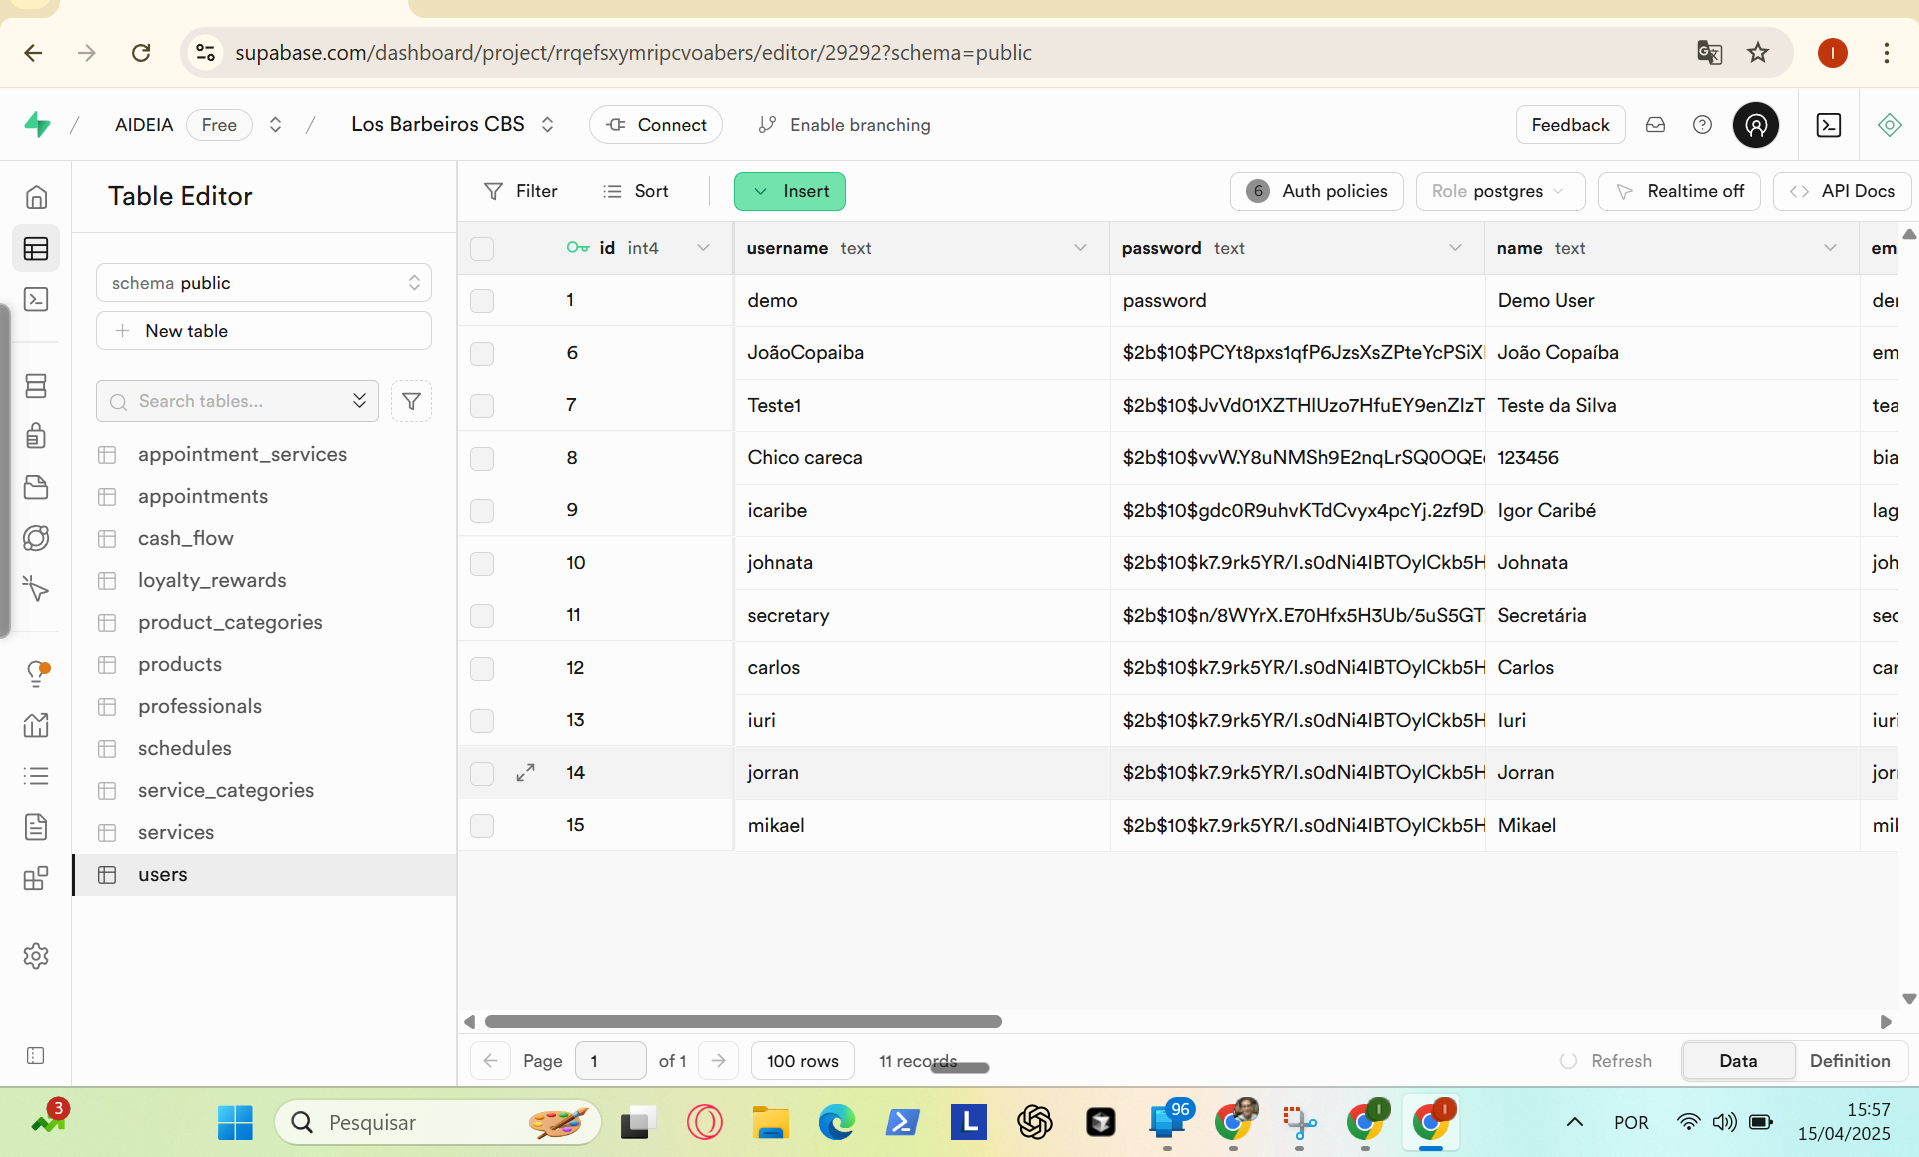 supabase.com/dashboard/project/rrqefsxymripcvoabers/editor/29292?schema=public
I
AIDEIA Free Los Barbeiros CBS Connect Enable branching Feedback
Table Editor
schema public
New table
Search tables...
appointment_services
appointments
cash_flow
loyalty_rewards
product_categories
products
professionals
schedules
service_categories
services
users
Filter Sort Insert 6 Auth policies Role postgres Realtime off API Docs
id int4 username text password text name text em
1 demo password Demo User
6 JoãoCopaiba $2b$10$PCYt8pxs1qfP6JzsXsZPteYcPSiX João Copaíba em
7 Teste1 $2b$10$JvVd01XZTHlUzo7HfuEY9enZlzT Teste da Silva tea
8 Chico careca $2b$10$vvW.Y8uNMSh9E2nqLrSQ0OQE 123456 bia
9 icaribe $2b$10$gdc0R9uhvKTdCvyx4pcYj.2zf9D Igor Caribé lag
10 johnata $2b$10$k7.9rk5YR/I.s0dNi4IBTOylCkb5H Johnata joh
11 secretary $2b$10$n/8WYrX.E70Hfx5H3Ub/5uS5GT Secretária sec
12 carlos $2b$10$k7.9rk5YR/I.s0dNi4IBTOylCkb5H Carlos car
13 iuri $2b$10$k7.9rk5YR/I.s0dNi4IBTOylCkb5H Iuri iuri
14 jorran $2b$10$k7.9rk5YR/I.s0dNi4IBTOylCkb5H Jorran jor
15 mikael $2b$10$k7.9rk5YR/I.s0dNi4IBTOylCkb5H Mikael mik
Page 1 of 1 100 rows 11 records Refresh Data Definition
3 Pesquisar L 96 I I POR 15:57
15/04/2025